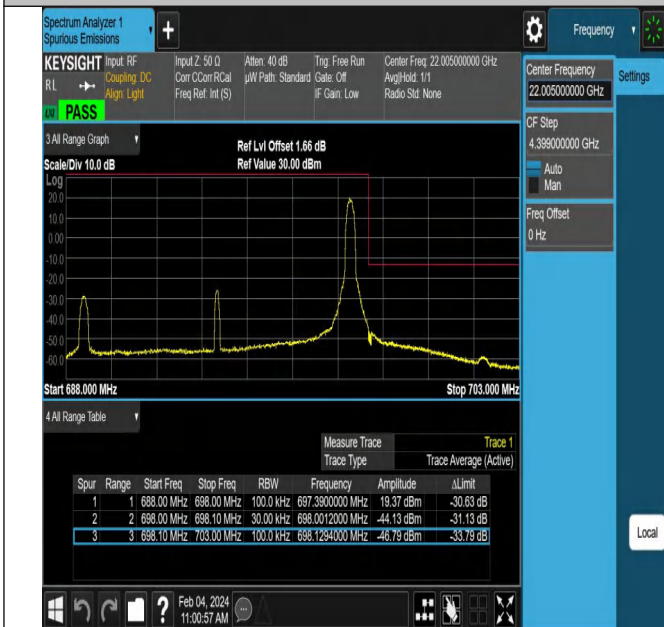 Spectrum Analyzer 1
Spurious Emissions
Frequency
KEYSIGHT
RL
Input: RF
Coupling: DC
Align: Light
Input Z: 50 Ω
Corr CCorr RCal
Freq Ref: Int (S)
Atten: 40 dB
µW Path: Standard
Trig: Free Run
Gate: Off
IF Gain: Low
Center Freq: 22.005000000 GHz
Avg|Hold: 1/1
Radio Std: None
PASS
Center Frequency
22.005000000 GHz
Settings
CF Step
4.399000000 GHz
Auto
Man
Freq Offset
0 Hz
3 All Range Graph
Ref Lvl Offset 1.66 dB
Scale/Div 10.0 dB
Ref Value 30.00 dBm
Log
20.0
10.0
0.00
-10.0
-20.0
-30.0
-40.0
-50.0
-60.0
Start 688.000 MHz
Stop 703.000 MHz
4 All Range Table
Measure Trace Trace 1
Trace Type Trace Average (Active)
Spur Range Start Freq Stop Freq RBW Frequency Amplitude ΔLimit
1 1 688.00 MHz 698.00 MHz 100.0 kHz 697.3900000 MHz 19.37 dBm -30.63 dB
2 2 698.00 MHz 698.10 MHz 30.00 kHz 698.0012000 MHz -44.13 dBm -31.13 dB
3 3 698.10 MHz 703.00 MHz 100.0 kHz 698.1294000 MHz -46.79 dBm -33.79 dB
Local
Feb 04, 2024
11:00:57 AM